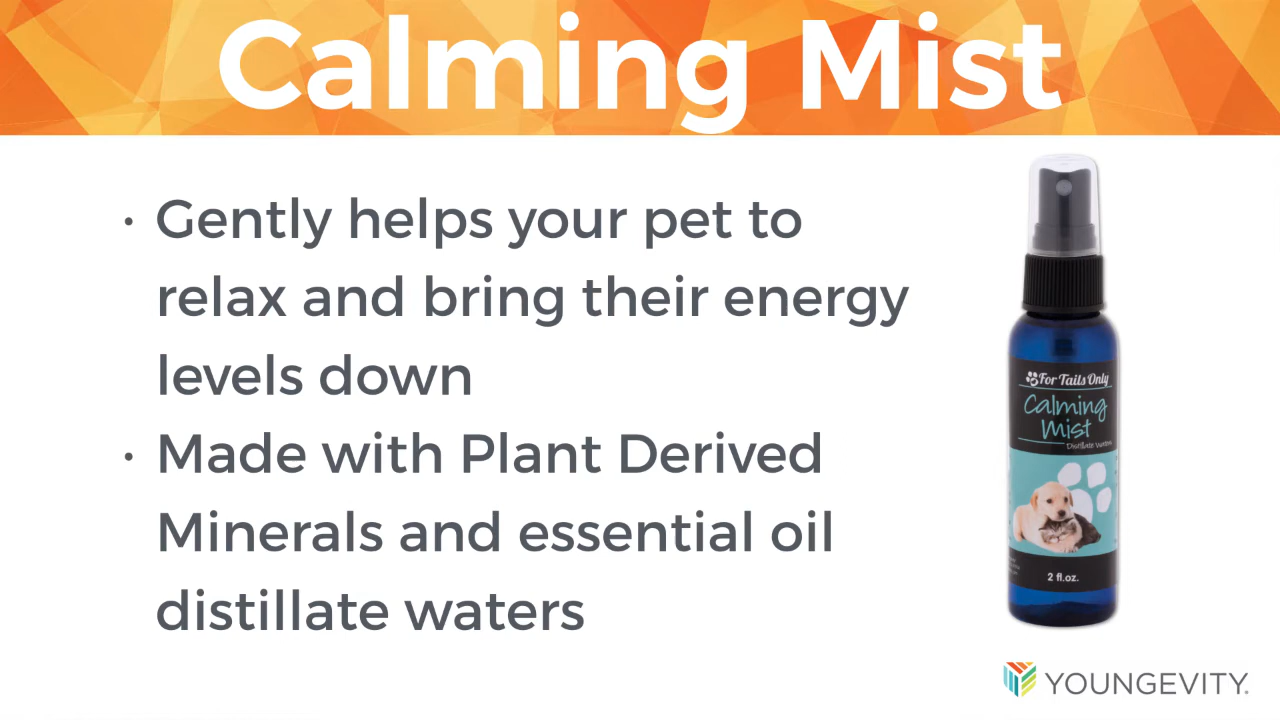 Calming Mist
• Gently helps your pet to
relax and bring their energy
levels down
• Made with Plant Derived
Minerals and essential oil
distillate waters
For Tails Only
Calming
Mist
Distillate Waters
2 fl.oz.
YOUNGEVITY.